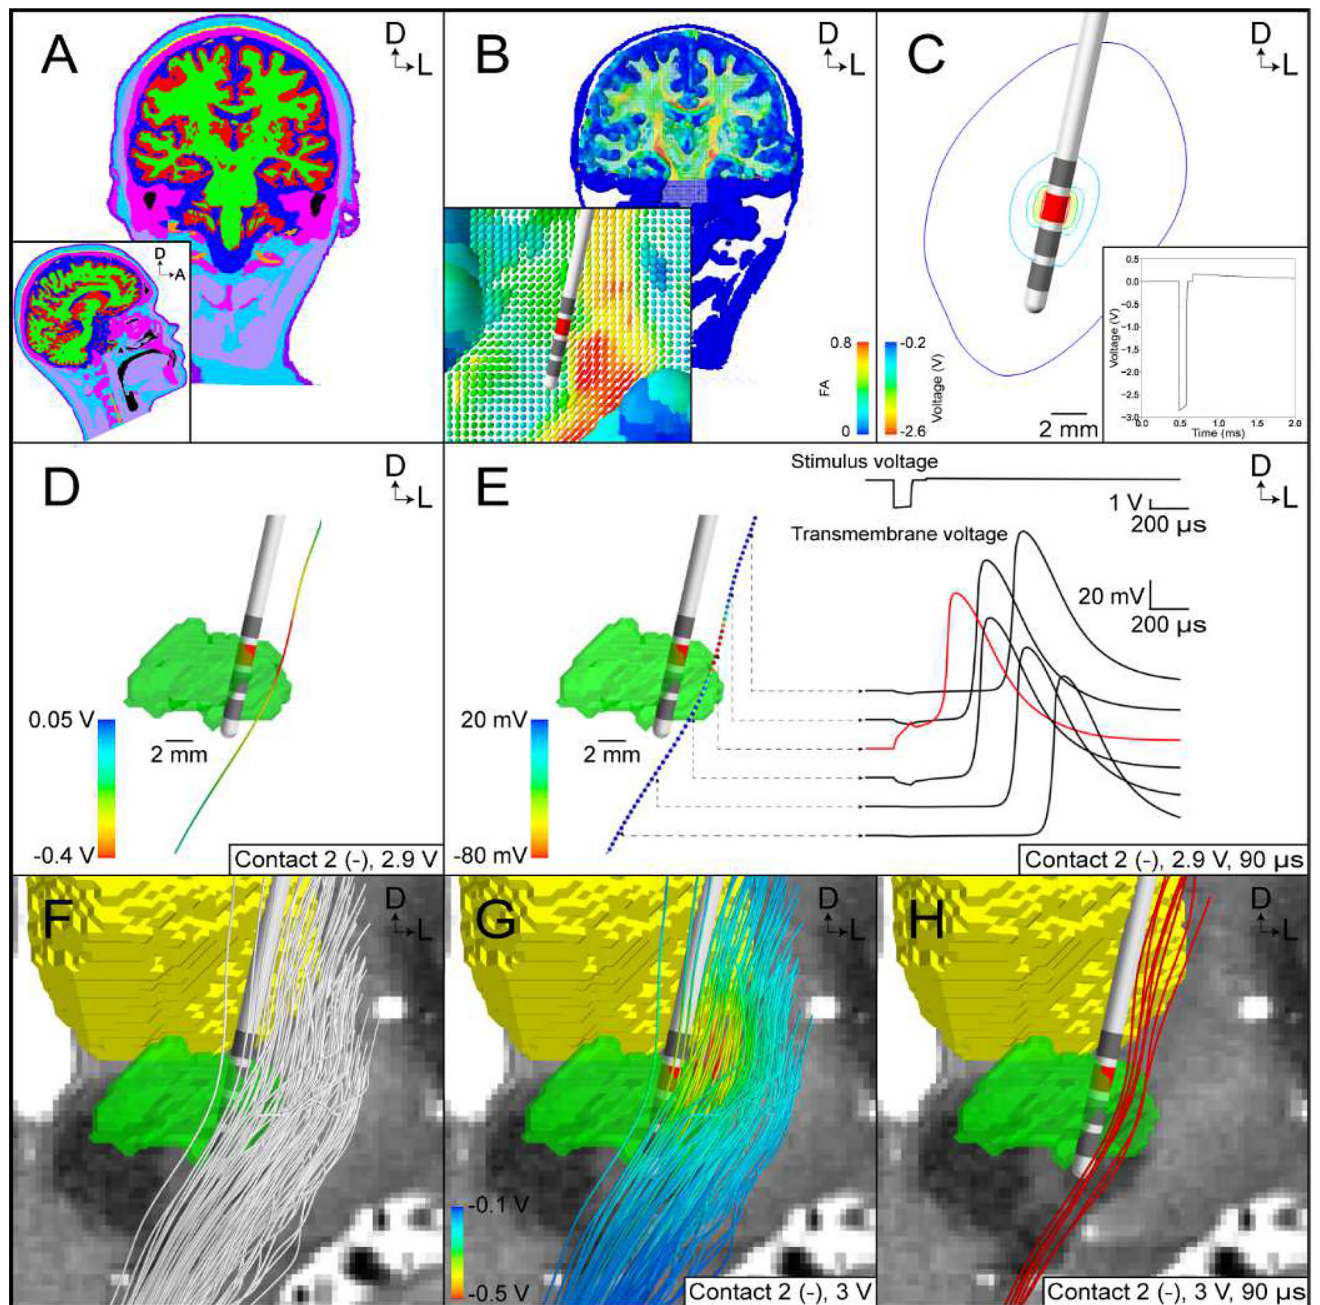 A
D
L
D
A
B
D
L
0.8
FA
0
-0.2
Voltage (V)
-2.6
C
D
L
2 mm
0.5
0.0
-0.5
-1.0
-1.5
-2.0
-2.5
-3.0
Voltage (V)
0.0 0.5 1.0 1.5 2.0
Time (ms)
D
D
L
0.05 V
-0.4 V
2 mm
Contact 2 (-), 2.9 V
E
D
L
Stimulus voltage
1 V
200 µs
Transmembrane voltage
20 mV
200 µs
20 mV
-80 mV
2 mm
Contact 2 (-), 2.9 V, 90 µs
F
D
L
G
D
L
-0.1 V
-0.5 V
Contact 2 (-), 3 V
H
D
L
Contact 2 (-), 3 V, 90 µs